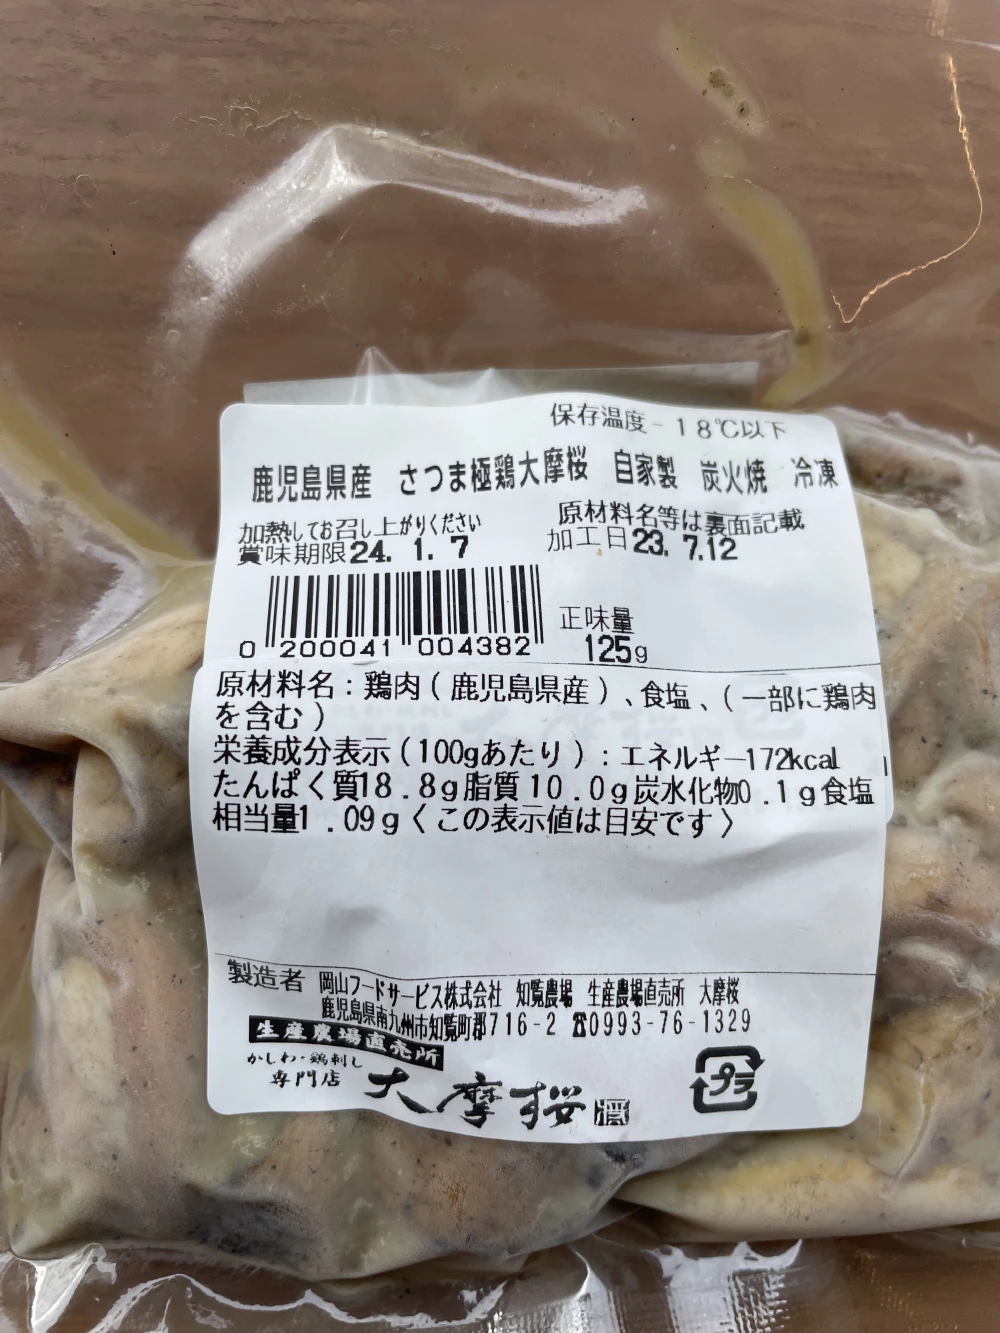 保存温度-18℃以下
鹿児島県産 さつま極鶏大摩桜 自家製 炭火焼 冷凍
加熱してお召し上がりください 原材料名等は裏面記載
賞味期限24. 1. 7 加工日23. 7.12
正味量
0 200041 004382 125g
原材料名：鶏肉（鹿児島県産）、食塩、（一部に鶏肉
を含む）
栄養成分表示（100gあたり）：エネルギー172kcal
たんぱく質18.8g脂質10.0g炭水化物0.1g食塩
相当量1.09g〈この表示値は目安です〉
製造者 岡山フードサービス株式会社 知覧農場 生産農場直売所 大摩桜
鹿児島県南九州市知覧町郡716-2 ☎0993-76-1329
生産農場直売所
かしわ・鶏刺し
専門店 大摩桜
プラ